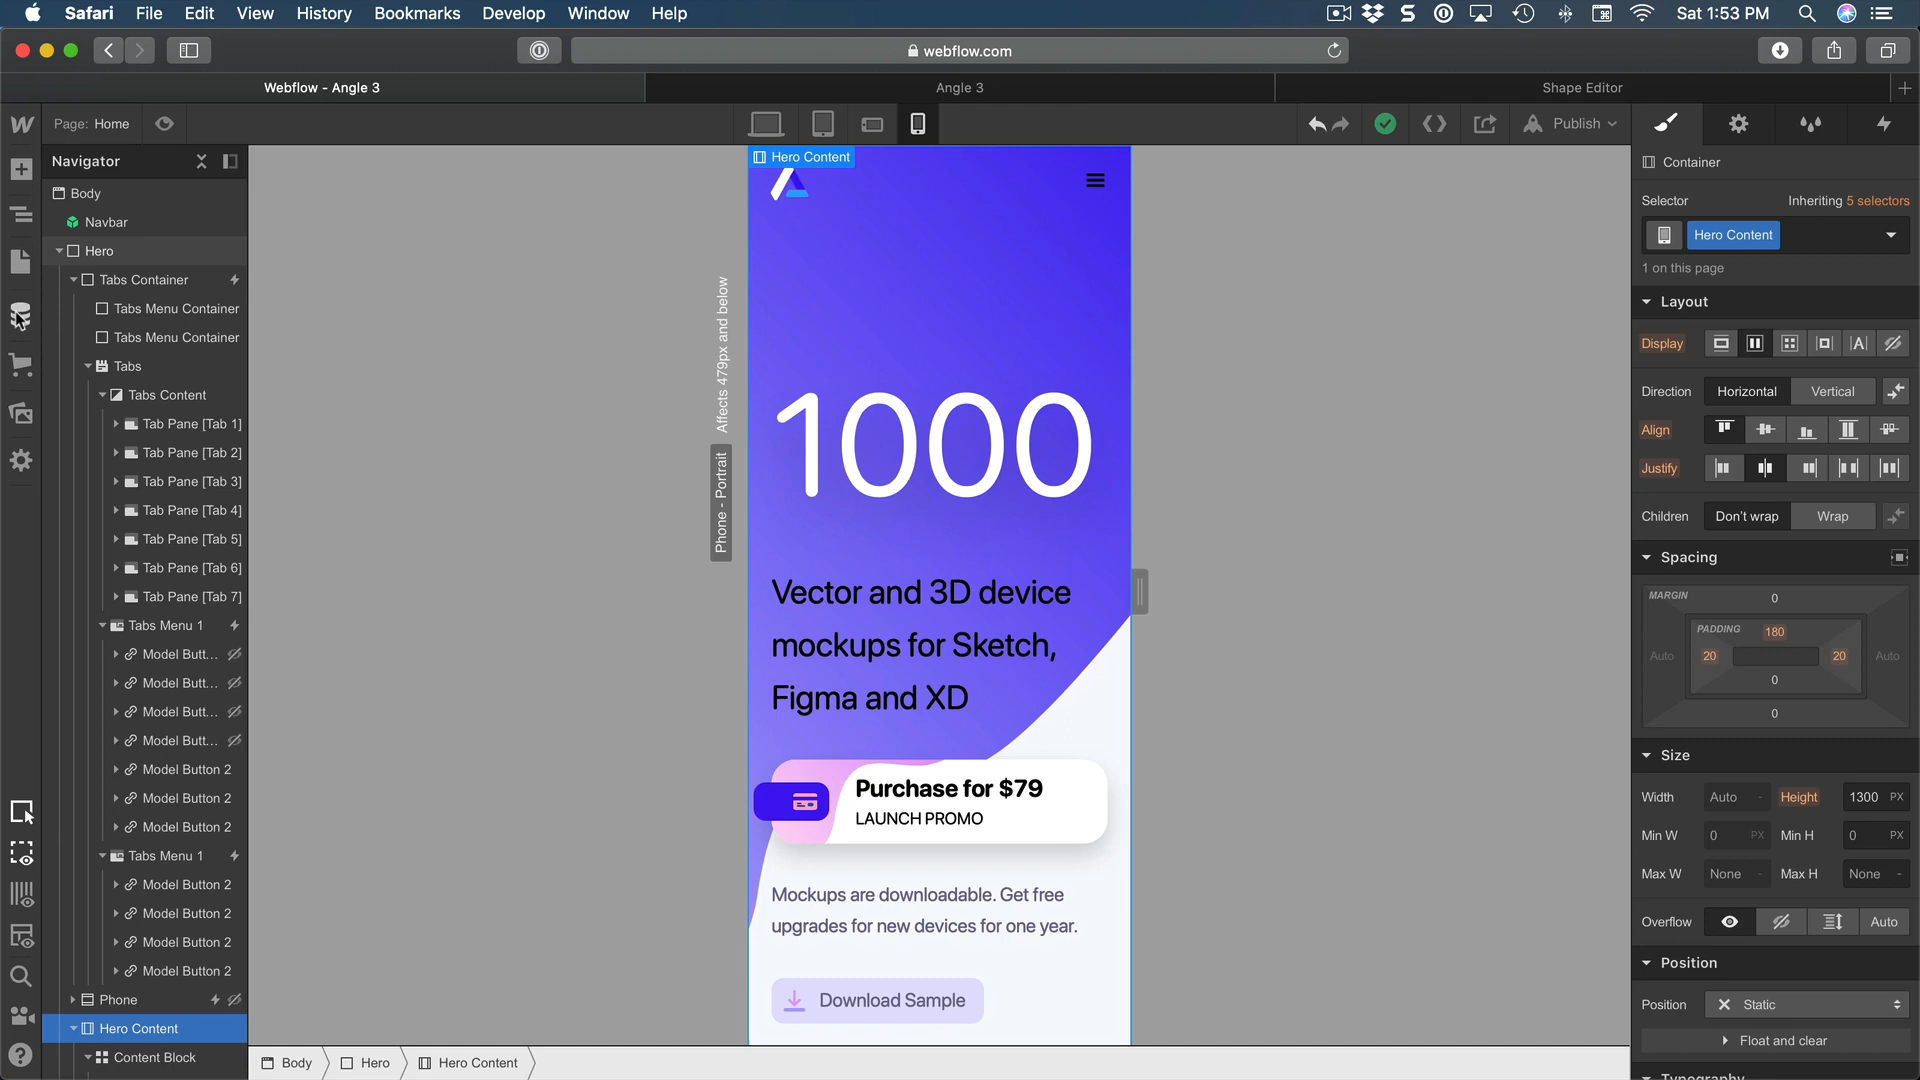 Safari File Edit View History Bookmarks Develop Window Help
Sat 1:53 PM
webflow.com
Webflow - Angle 3
Angle 3
Shape Editor
Page: Home
Publish
Navigator
Body
Navbar
Hero
Tabs Container
Tabs Menu Container
Tabs Menu Container
Tabs
Tabs Content
Tab Pane [Tab 1]
Tab Pane [Tab 2]
Tab Pane [Tab 3]
Tab Pane [Tab 4]
Tab Pane [Tab 5]
Tab Pane [Tab 6]
Tab Pane [Tab 7]
Tabs Menu 1
Model Butt...
Model Butt...
Model Butt...
Model Butt...
Model Button 2
Model Button 2
Model Button 2
Tabs Menu 1
Model Button 2
Model Button 2
Model Button 2
Model Button 2
Phone
Hero Content
Content Block
Affects 479px and below
Phone - Portrait
Hero Content
1000
Vector and 3D device
mockups for Sketch,
Figma and XD
Purchase for $79
LAUNCH PROMO
Mockups are downloadable. Get free
upgrades for new devices for one year.
Download Sample
Body
Hero
Hero Content
Container
Selector Inheriting 5 selectors
Hero Content
1 on this page
Layout
Display
Direction Horizontal Vertical
Align
Justify
Children Don't wrap Wrap
Spacing
MARGIN 0
PADDING 180
Auto 20 20 Auto
0
0
Size
Width Auto - Height 1300 PX
Min W 0 PX Min H 0 PX
Max W None - Max H None -
Overflow Auto
Position
Position Static
Float and clear
Typography